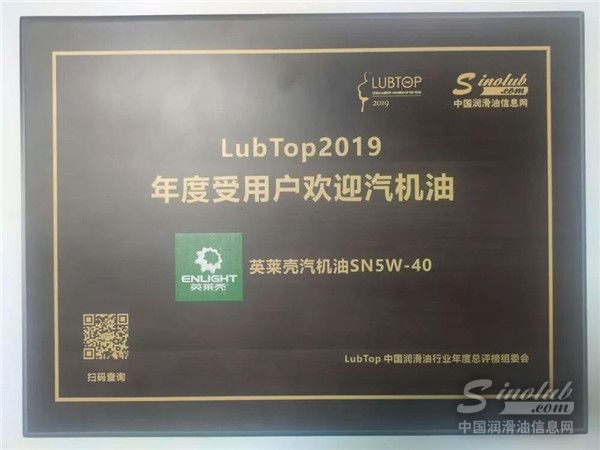 LUBTOP
2019
Sinolub
.com
中国润滑油信息网
LubTop2019
年度受用户欢迎汽机油
ENLIGHT
英莱壳
英莱壳汽机油SN5W-40
扫码查询
LubTop 中国润滑油行业年度总评榜组委会
Sinolub
.com
中国润滑油信息网